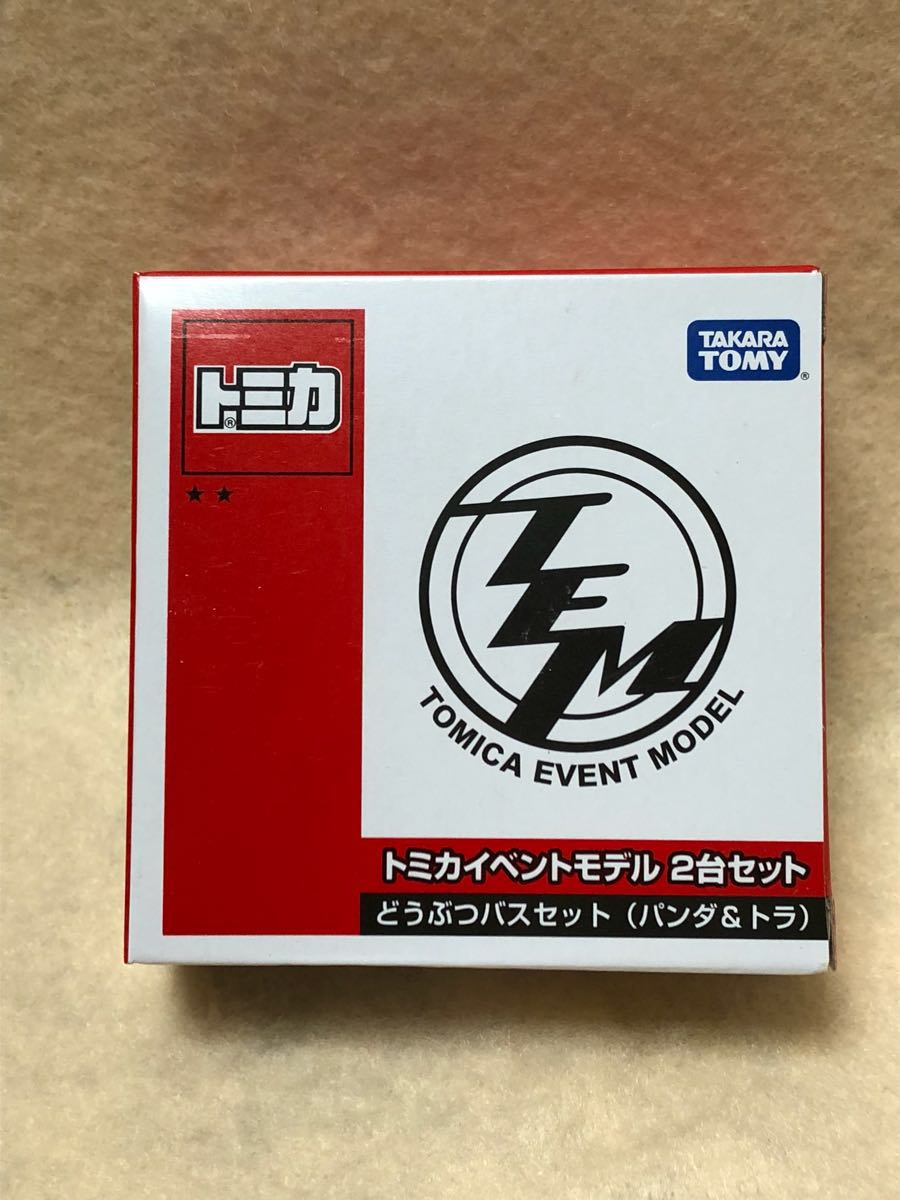 トミカ®
★★
TAKARA
TOMY®
TEM
TOMICA EVENT MODEL
トミカイベントモデル 2台セット
どうぶつバスセット（パンダ&トラ）